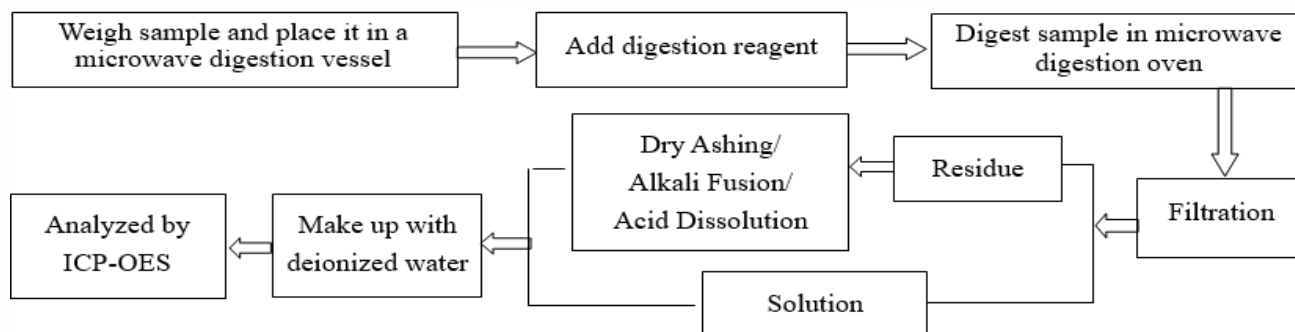 Weigh sample and place it in a
microwave digestion vessel
Add digestion reagent
Digest sample in microwave
digestion oven
Filtration
Residue
Dry Ashing/
Alkali Fusion/
Acid Dissolution
Solution
Make up with
deionized water
Analyzed by
ICP-OES